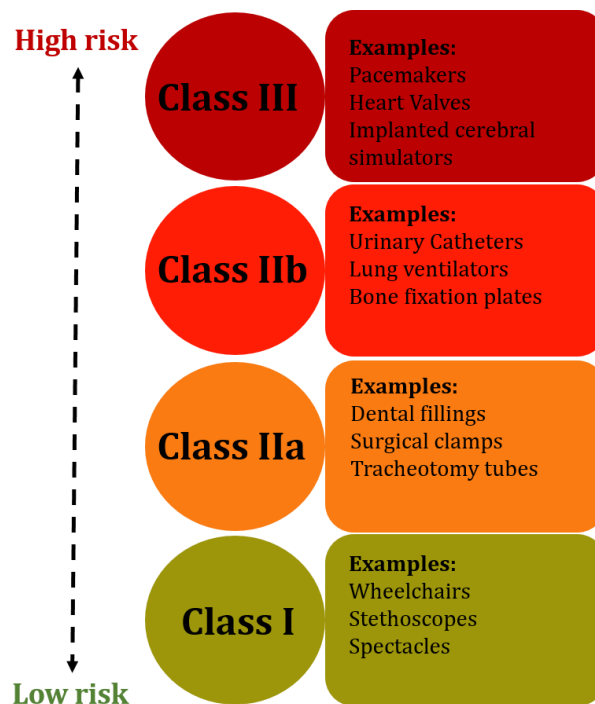 High risk
Class III
Examples:
Pacemakers
Heart Valves
Implanted cerebral
simulators
Class IIb
Examples:
Urinary Catheters
Lung ventilators
Bone fixation plates
Class IIa
Examples:
Dental fillings
Surgical clamps
Tracheotomy tubes
Class I
Examples:
Wheelchairs
Stethoscopes
Spectacles
Low risk